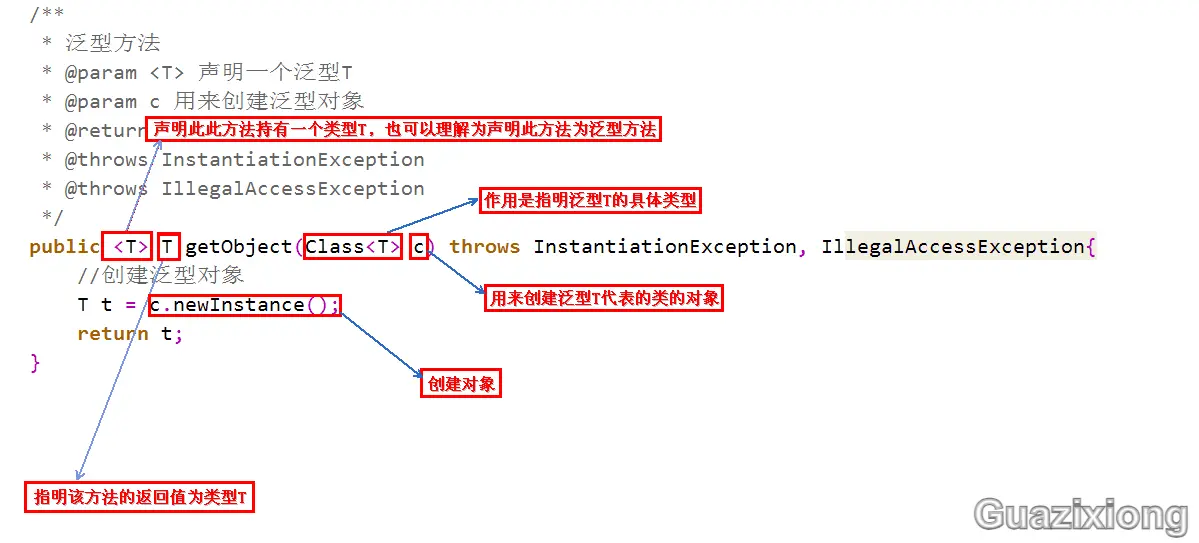 /**
* 泛型方法
* @param <T> 声明一个泛型T
* @param c 用来创建泛型对象
* @return 声明此此方法持有一个类型T，也可以理解为声明此方法为泛型方法
* @throws InstantiationException
* @throws IllegalAccessException
作用是指明泛型T的具体类型
*/
public <T> T getObject(Class<T> c) throws InstantiationException, IllegalAccessException{
//创建泛型对象
用来创建泛型T代表的类的对象
T t = c.newInstance();
return t;
}
创建对象
指明该方法的返回值为类型T
Guazixiong